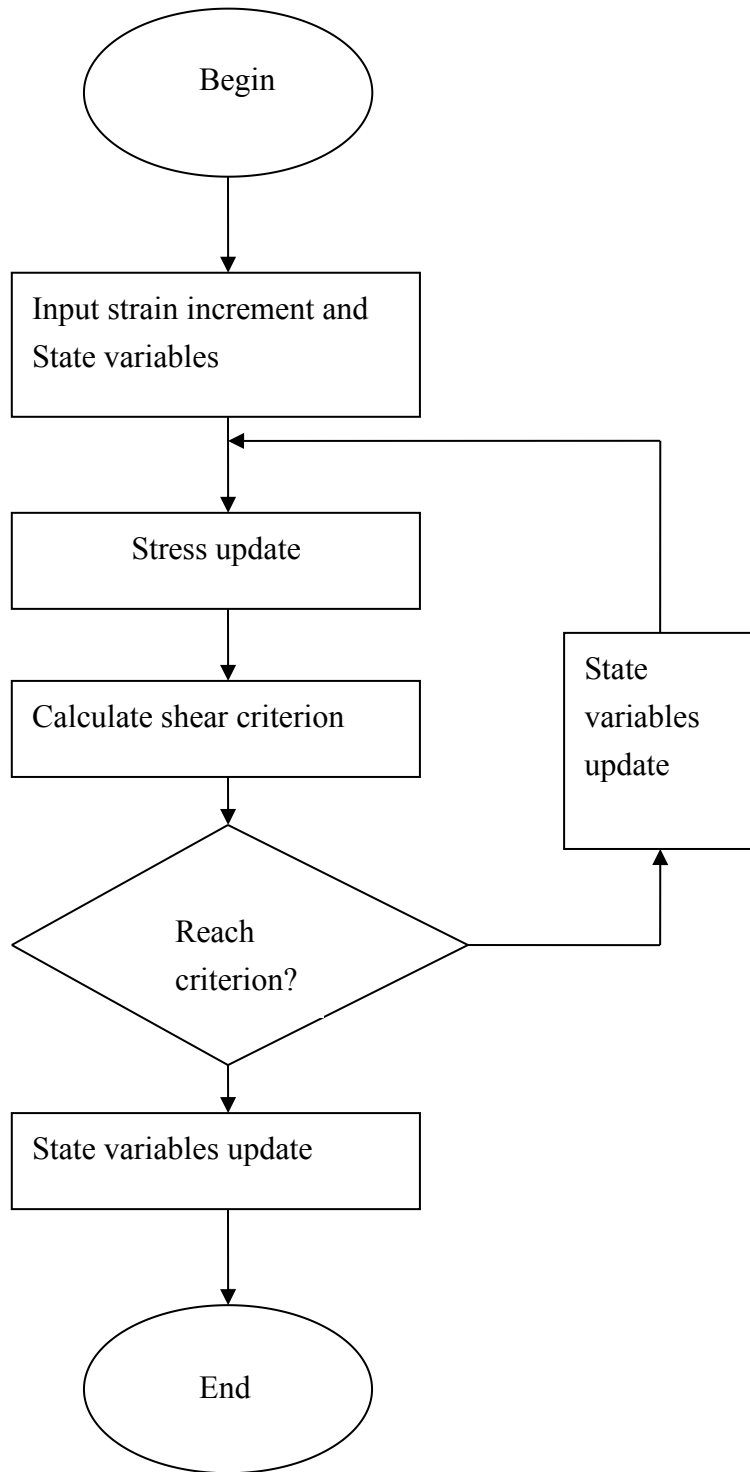 Begin
Input strain increment and
State variables
Stress update
Calculate shear criterion
State
variables
update
Reach
criterion?
State variables update
End